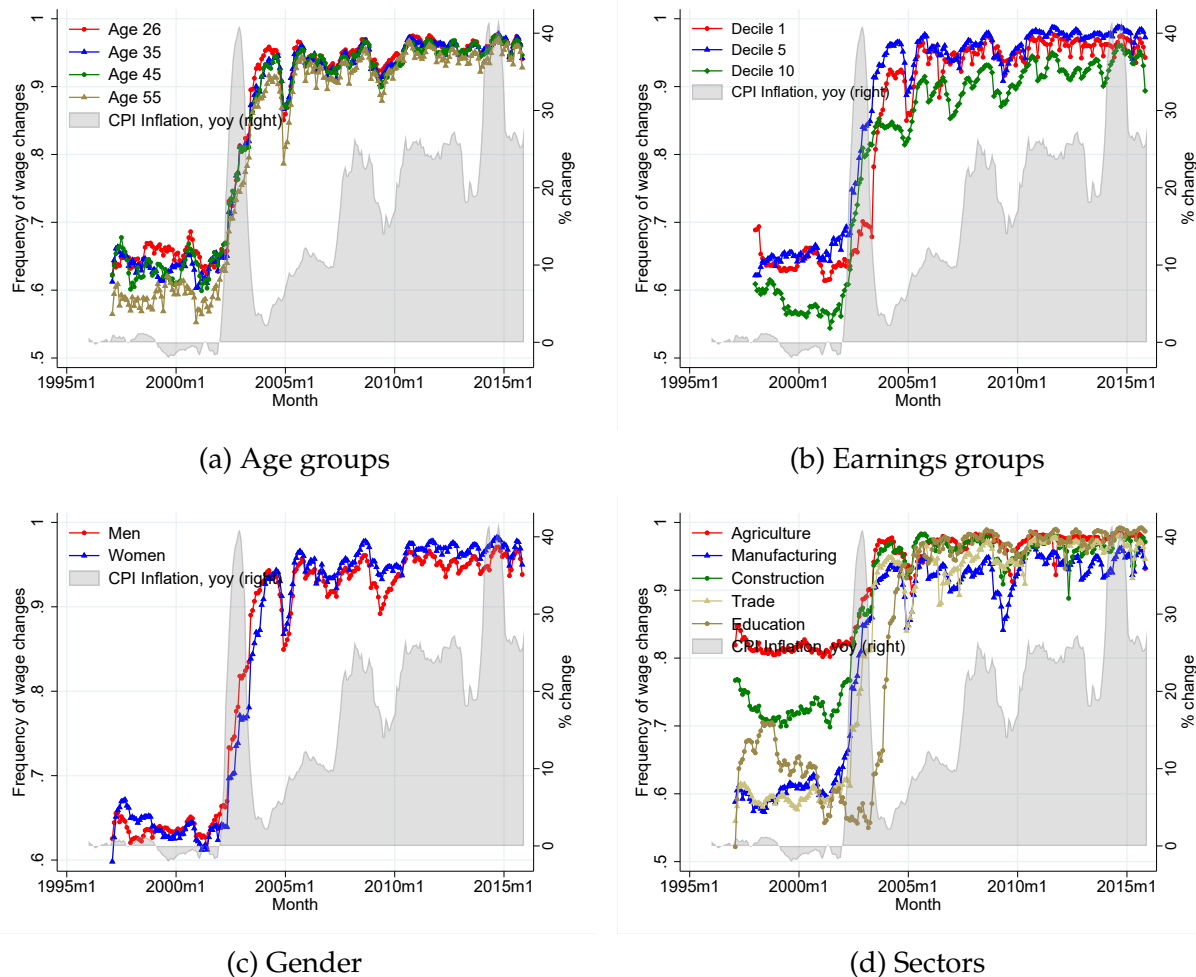 Frequency of wage changes
1
.9
.8
.7
.6
.5
Age 26
Age 35
Age 45
Age 55
CPI Inflation, yoy (right)
40
30
20
10
0
% change
1995m1 2000m1 2005m1 2010m1 2015m1
Month
(a) Age groups
Frequency of wage changes
1
.9
.8
.7
.6
.5
Decile 1
Decile 5
Decile 10
CPI Inflation, yoy (right)
40
30
20
10
0
% change
1995m1 2000m1 2005m1 2010m1 2015m1
Month
(b) Earnings groups
Frequency of wage changes
1
.9
.8
.7
.6
Men
Women
CPI Inflation, yoy (right)
40
30
20
10
0
% change
1995m1 2000m1 2005m1 2010m1 2015m1
Month
(c) Gender
Frequency of wage changes
1
.9
.8
.7
.6
.5
Agriculture
Manufacturing
Construction
Trade
Education
CPI Inflation, yoy (right)
40
30
20
10
0
% change
1995m1 2000m1 2005m1 2010m1 2015m1
Month
(d) Sectors